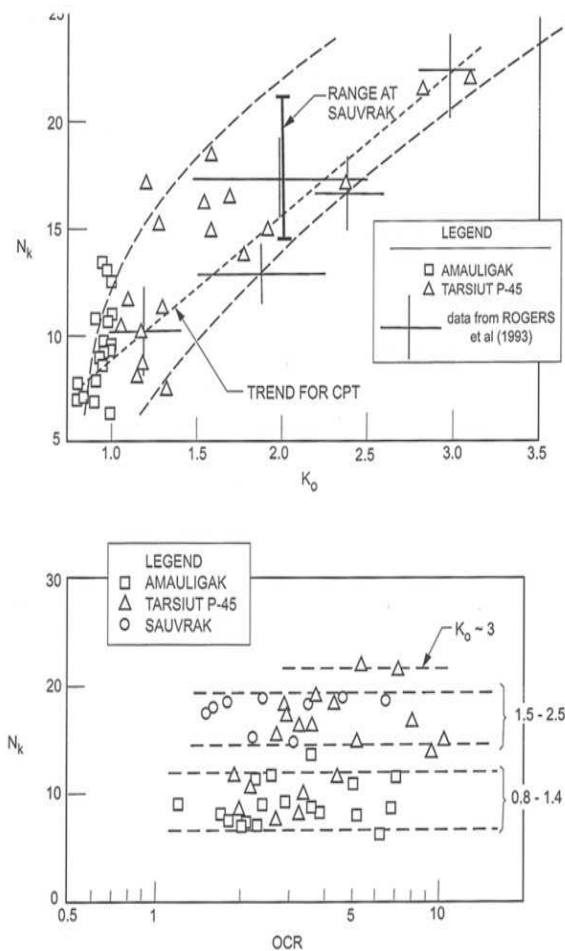 25
20
15
10
5
N_k
1.0
1.5
2.0
2.5
3.0
3.5
K_o
RANGE AT
SAUVRAK
TREND FOR CPT
LEGEND
□ AMAULIGAK
△ TARSIUT P-45
data from ROGERS
et al (1993)
LEGEND
□ AMAULIGAK
△ TARSIUT P-45
○ SAUVRAK
30
20
10
0
N_k
K_o ~ 3
1.5 - 2.5
0.8 - 1.4
0.5
1
2
5
10
OCR